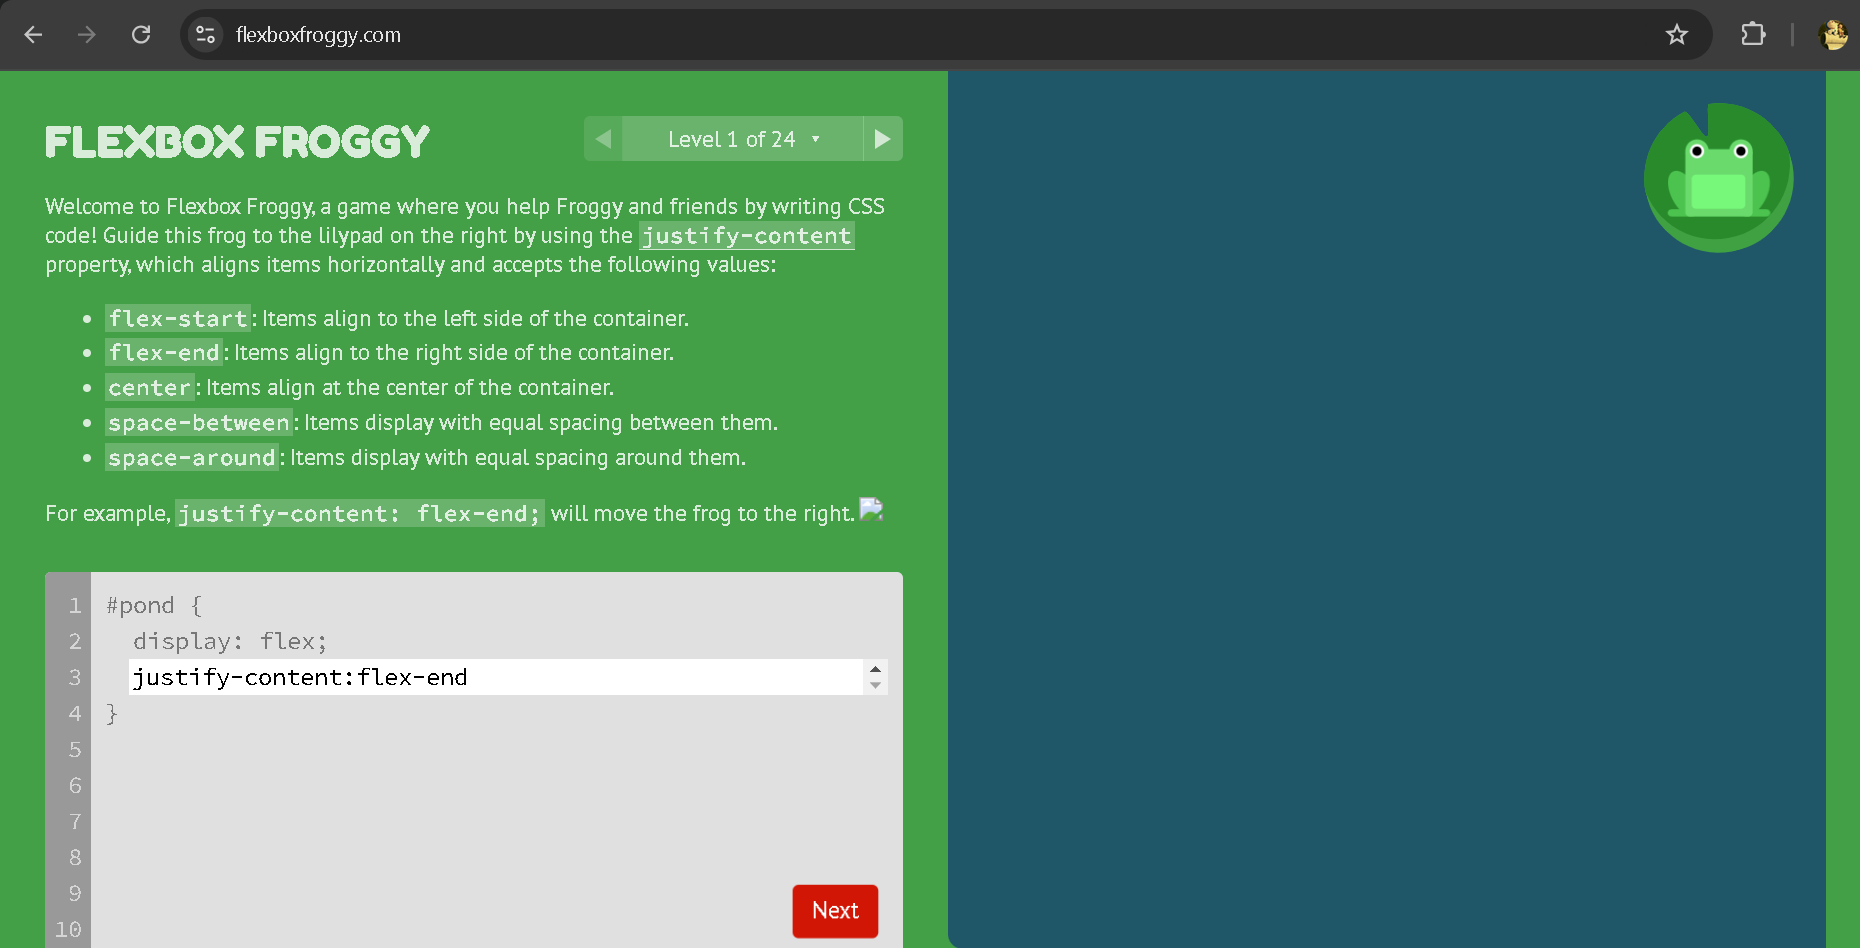 flexboxfroggy.com
FLEXBOX FROGGY
Level 1 of 24 ▼
Welcome to Flexbox Froggy, a game where you help Froggy and friends by writing CSS
code! Guide this frog to the lilypad on the right by using the justify-content
property, which aligns items horizontally and accepts the following values:
• flex-start: Items align to the left side of the container.
• flex-end: Items align to the right side of the container.
• center: Items align at the center of the container.
• space-between: Items display with equal spacing between them.
• space-around: Items display with equal spacing around them.
For example, justify-content: flex-end; will move the frog to the right.
1 #pond {
2 display: flex;
3 justify-content:flex-end
4 }
5
6
7
8
9
10
Next